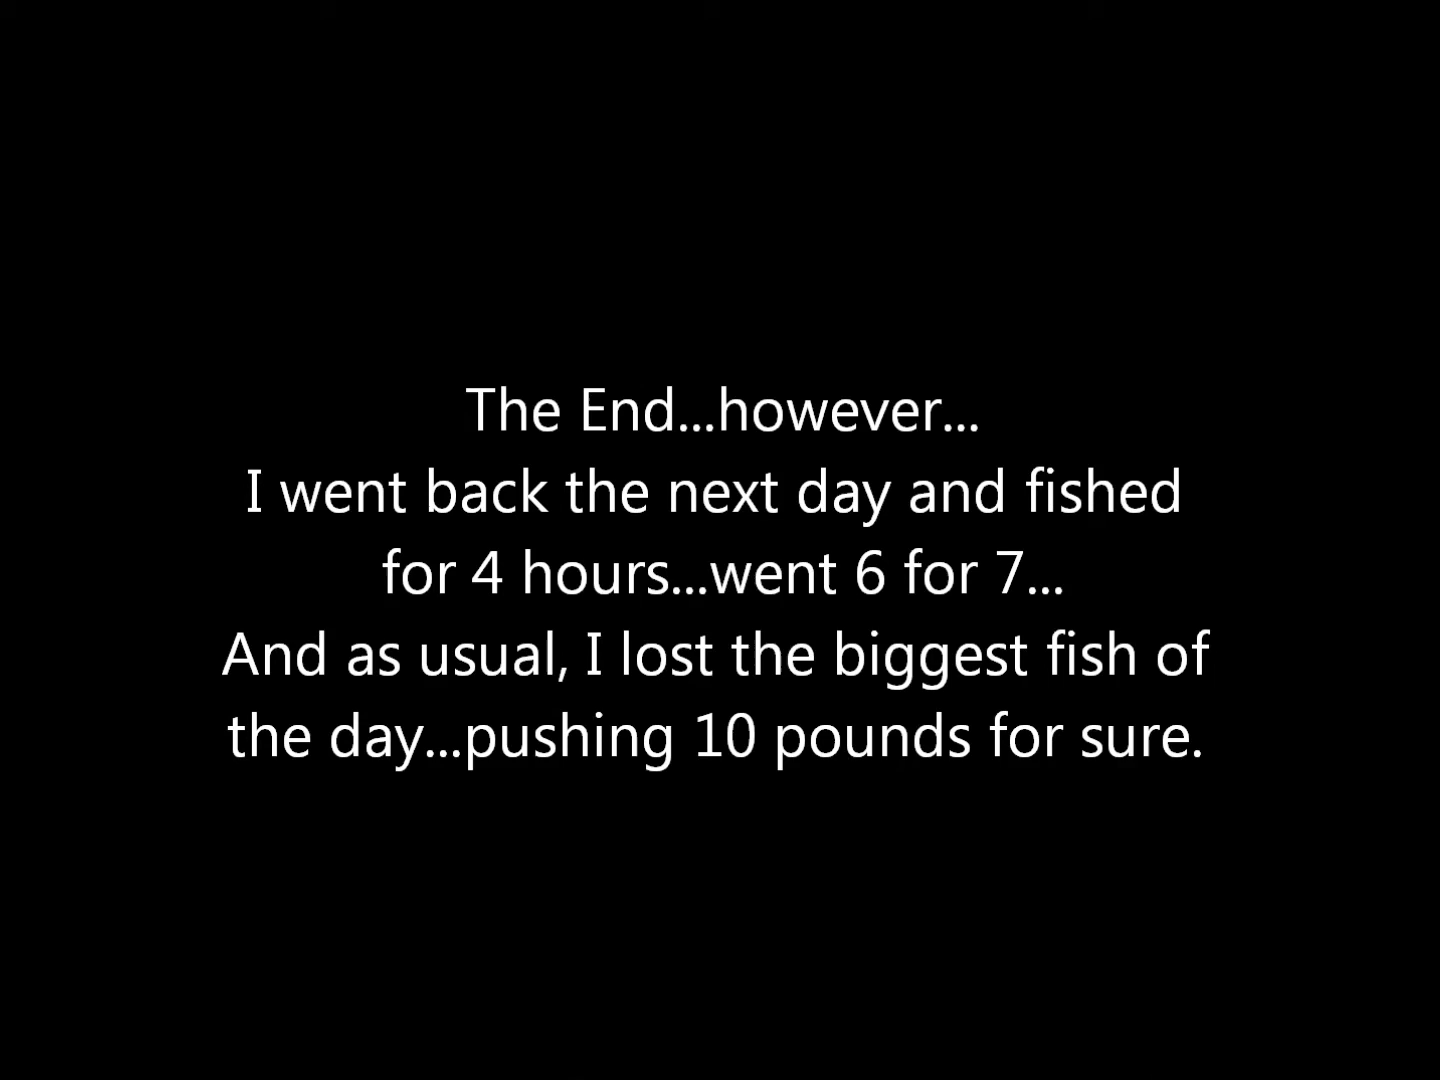 The End...however...
I went back the next day and fished
for 4 hours...went 6 for 7...
And as usual, I lost the biggest fish of
the day...pushing 10 pounds for sure.